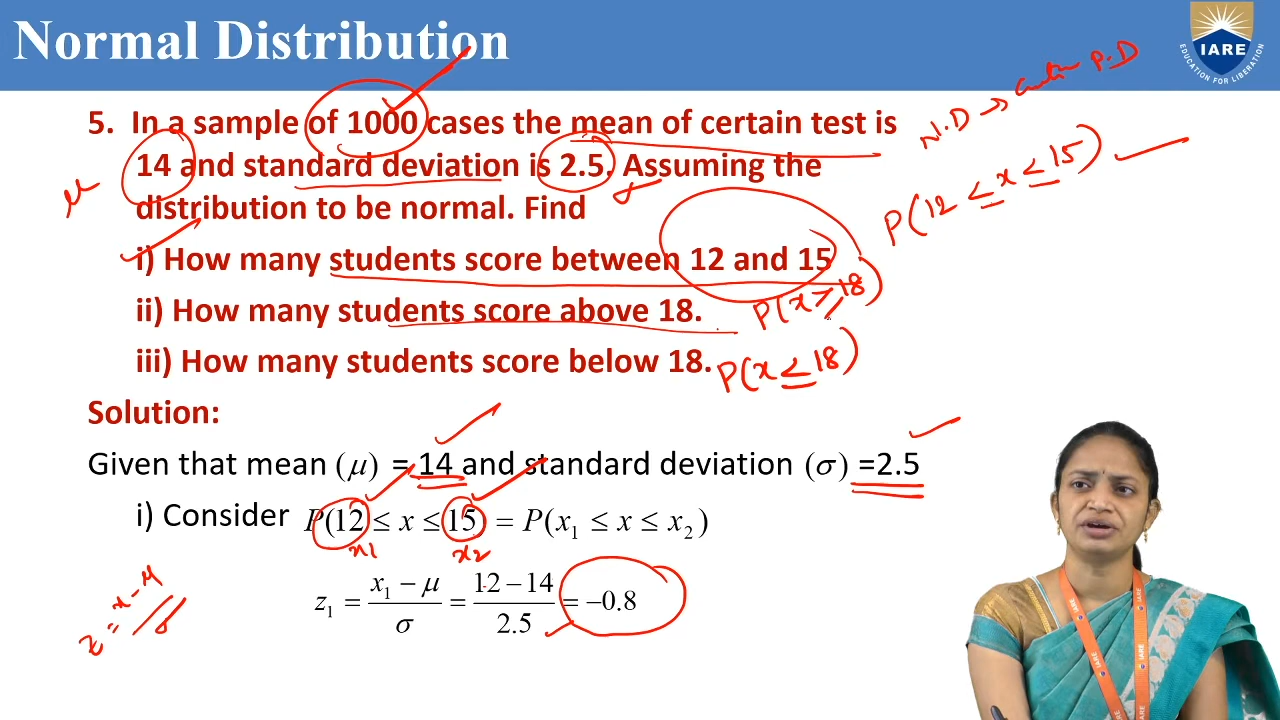 Normal Distribution
IARE
EDUCATION FOR LIBERATION
5. In a sample of 1000 cases the mean of certain test is
14 and standard deviation is 2.5. Assuming the
distribution to be normal. Find
i) How many students score between 12 and 15
ii) How many students score above 18.
iii) How many students score below 18.
N.D → P.D
P(12 ≤ x ≤ 15)
μ
P(x ≥ 18)
P(x ≤ 18)
Solution:
Given that mean (μ) = 14 and standard deviation (σ) =2.5
i) Consider P(12 ≤ x ≤ 15) = P(x₁ ≤ x ≤ x₂)
x1 x2
z₁ = (x₁ − μ)/σ = (12 − 14)/2.5 = −0.8
z = x - μ / σ
IARE
IARE
IARE